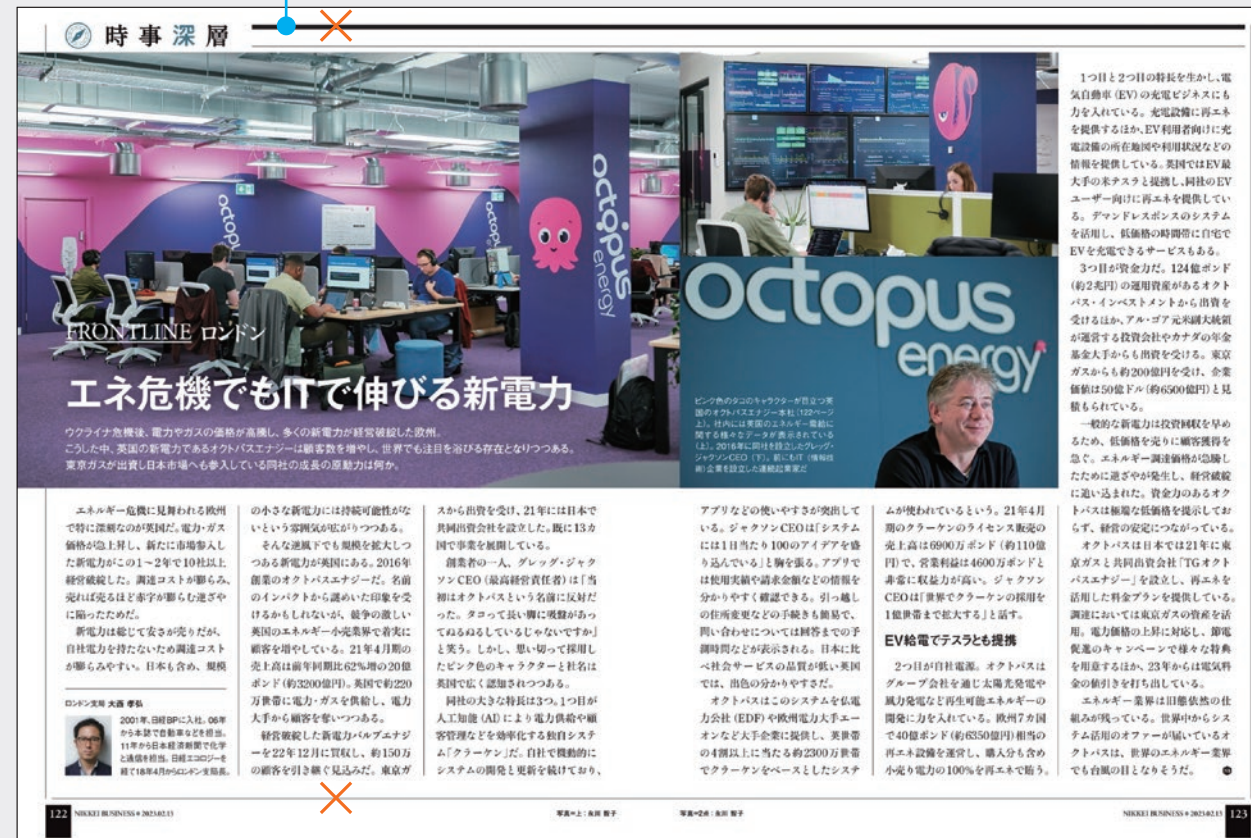 時事深層
octopus energy
octopus
octopus
energy
FRONTLINE ロンドン
エネ危機でもITで伸びる新電力
ウクライナ危機後、電力やガスの価格が高騰し、多くの新電力が経営破綻した欧州。
こうした中、英国の新電力であるオクトパスエナジーは顧客数を増やし、世界でも注目を浴びる存在となりつつある。
東京ガスが出資し日本市場へも参入している同社の成長の原動力は何か。
ピンク色のタコのキャラクターが目立つ英
国のオクトパスエナジー本社(122ページ
上)。社内には英国のエネルギー需給に
関する様々なデータが表示されている
(上)。2016年に同社を設立したグレッグ・
ジャクソンCEO(下)。前にもIT(情報技
術)企業を設立した連続起業家だ
エネルギー危機に見舞われる欧州
で特に深刻なのが英国だ。電力・ガス
価格が急上昇し、新たに市場参入し
た新電力がこの1~2年で10社以上
経営破綻した。調達コストが膨らみ、
売れば売るほど赤字が膨らむ逆ざや
に陥ったためだ。
新電力は総じて安さが売りだが、
自社電力を持たないため調達コスト
が膨らみやすい。日本も含め、規模
ロンドン支局 大西 孝弘
2001年、日経BPに入社。06年
から本誌で自動車などを担当。
11年から日本経済新聞で化学
と通信を担当。日経エコロジーを
経て18年4月からロンドン支局長。
の小さな新電力には持続可能性がな
いという雰囲気が広がりつつある。
そんな逆風下でも規模を拡大しつ
つある新電力が英国にある。2016年
創業のオクトパスエナジーだ。名前
のインパクトから謎めいた印象を受
けるかもしれないが、競争の激しい
英国のエネルギー小売業界で着実に
顧客を増やしている。21年4月期の
売上高は前年同期比62%増の20億
ポンド(約3200億円)。英国で約220
万世帯に電力・ガスを供給し、電力
大手から顧客を奪いつつある。
経営破綻した新電力バルブエナジ
ーを22年12月に買収し、約150万
の顧客を引き継ぐ見込みだ。東京ガ
スから出資を受け、21年には日本で
共同出資会社を設立した。既に13カ
国で事業を展開している。
創業者の一人、グレッグ・ジャク
ソンCEO(最高経営責任者)は「当
初はオクトパスという名前に反対だ
った。タコって長い脚に吸盤があっ
てぬるぬるしているじゃないですか」
と笑う。しかし、思い切って採用し
たピンク色のキャラクターと社名は
英国で広く認知されつつある。
同社の大きな特長は3つ。1つ目が
人工知能(AI)により電力供給や顧
客管理などを効率化する独自システ
ム「クラーケン」だ。自社で機動的に
システムの開発と更新を続けており、
アプリなどの使いやすさが突出して
いる。ジャクソンCEOは「システム
には1日当たり100のアイデアを盛
り込んでいる」と胸を張る。アプリで
は使用実績や請求金額などの情報を
分かりやすく確認できる。引っ越し
の住所変更などの手続きも簡易で、
問い合わせについては回答までの予
測時間などが表示される。日本に比
べ社会サービスの品質が低い英国
では、出色の分かりやすさだ。
オクトパスはこのシステムを仏電
力公社(EDF)や欧州電力大手エー
オンなど大手企業に提供し、英世帯
の4割以上に当たる約2300万世帯
でクラーケンをベースとしたシステ
ムが使われているという。21年4月
期のクラーケンのライセンス販売の
売上高は6900万ポンド(約110億
円)で、営業利益は4600万ポンドと
非常に収益力が高い。ジャクソン
CEOは「世界でクラーケンの採用を
1億世帯まで拡大する」と話す。
EV給電でテスラとも提携
2つ目が自社電源。オクトパスは
グループ会社を通じ太陽光発電や
風力発電など再生可能エネルギーの
開発に力を入れている。欧州7カ国
で40億ポンド(約6350億円)相当の
再エネ設備を運営し、購入分も含め
小売り電力の100%を再エネで賄う。
1つ目と2つ目の特長を生かし、電
気自動車(EV)の充電ビジネスにも
力を入れている。充電設備に再エネ
を提供するほか、EV利用者向けに充
電設備の所在地図や利用状況などの
情報を提供している。英国ではEV最
大手の米テスラと提携し、同社のEV
ユーザー向けに再エネを提供してい
る。デマンドレスポンスのシステム
を活用し、低価格の時間帯に自宅で
EVを充電できるサービスもある。
3つ目が資金力だ。124億ポンド
(約2兆円)の運用資産があるオクト
パス・インベストメントから出資を
受けるほか、アル・ゴア元米副大統領
が運営する投資会社やカナダの年金
基金大手からも出資を受ける。東京
ガスからも約200億円を受け、企業
価値は50億ドル(約6500億円)と見
積もられている。
一般的な新電力は投資回収を早め
るため、低価格を売りに顧客獲得を
急ぐ。エネルギー調達価格が急騰し
たために逆ざやが発生し、経営破綻
に追い込まれた。資金力のあるオク
トパスは極端な低価格を提示してお
らず、経営の安定につながっている。
オクトパスは日本では21年に東
京ガスと共同出資会社「TGオクト
パスエナジー」を設立し、再エネを
活用した料金プランを提供している。
調達においては東京ガスの資産を活
用。電力価格の上昇に対応し、節電
促進のキャンペーンで様々な特典
を用意するほか、23年からは電気料
金の値引きを打ち出している。
エネルギー業界は旧態依然の仕
組みが残っている。世界中からシス
テム活用のオファーが届いているオ
クトパスは、世界のエネルギー業界
でも台風の目となりそうだ。
122 NIKKEI BUSINESS 2023.02.13
写真=上:永川 智子
写真=2点:永川 智子
NIKKEI BUSINESS 2023.02.13 123